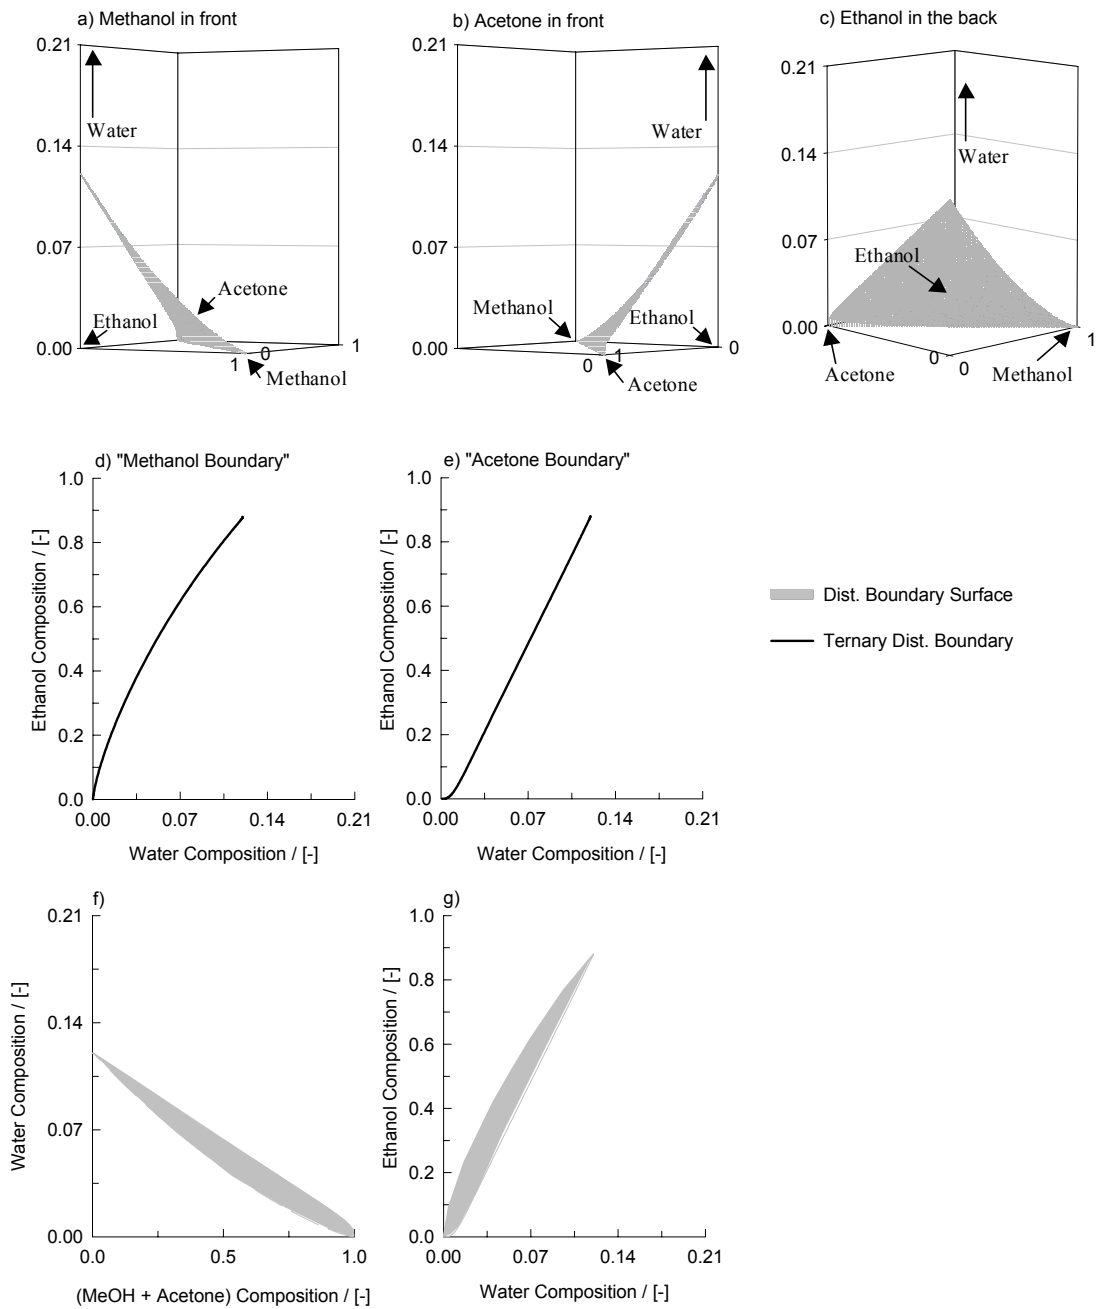 a) Methanol in front
b) Acetone in front
c) Ethanol in the back
0.21
Water
0.14
0.07
Acetone
Ethanol
0.00
1
0
1
Methanol
0.21
Water
0.14
0.07
Methanol
Ethanol
0.00
0
1
0
Acetone
0.21
Water
0.14
0.07
Ethanol
0.00
1
0
0
Acetone
Methanol
d) "Methanol Boundary"
1.0
0.8
0.6
0.4
0.2
0.0
0.00 0.07 0.14 0.21
Ethanol Composition / [-]
Water Composition / [-]
e) "Acetone Boundary"
1.0
0.8
0.6
0.4
0.2
0.0
0.00 0.07 0.14 0.21
Ethanol Composition / [-]
Water Composition / [-]
Dist. Boundary Surface
Ternary Dist. Boundary
f)
0.21
0.14
0.07
0.00
0.0 0.5 1.0
Water Composition / [-]
(MeOH + Acetone) Composition / [-]
g)
1.0
0.8
0.6
0.4
0.2
0.0
0.00 0.07 0.14 0.21
Ethanol Composition / [-]
Water Composition / [-]